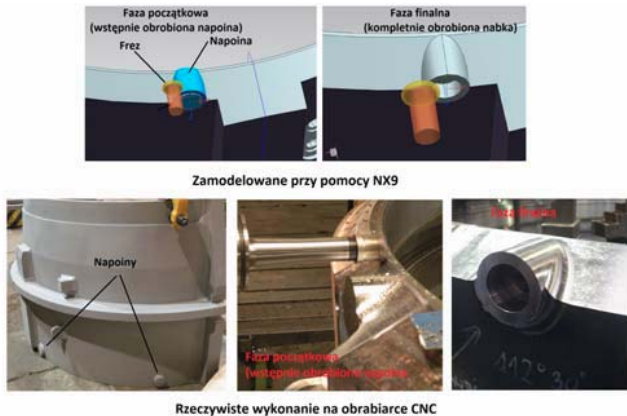 Faza początkowa
(wstępnie obrobiona napoina)
Frez
Napoina
Faza finalna
(kompletnie obrobiona nabka)
Zamodelowane przy pomocy NX9
Napoiny
Faza początkowa
(wstępnie obrobiona napoina
Faza finalna
112° 30'
Rzeczywiste wykonanie na obrabiarce CNC